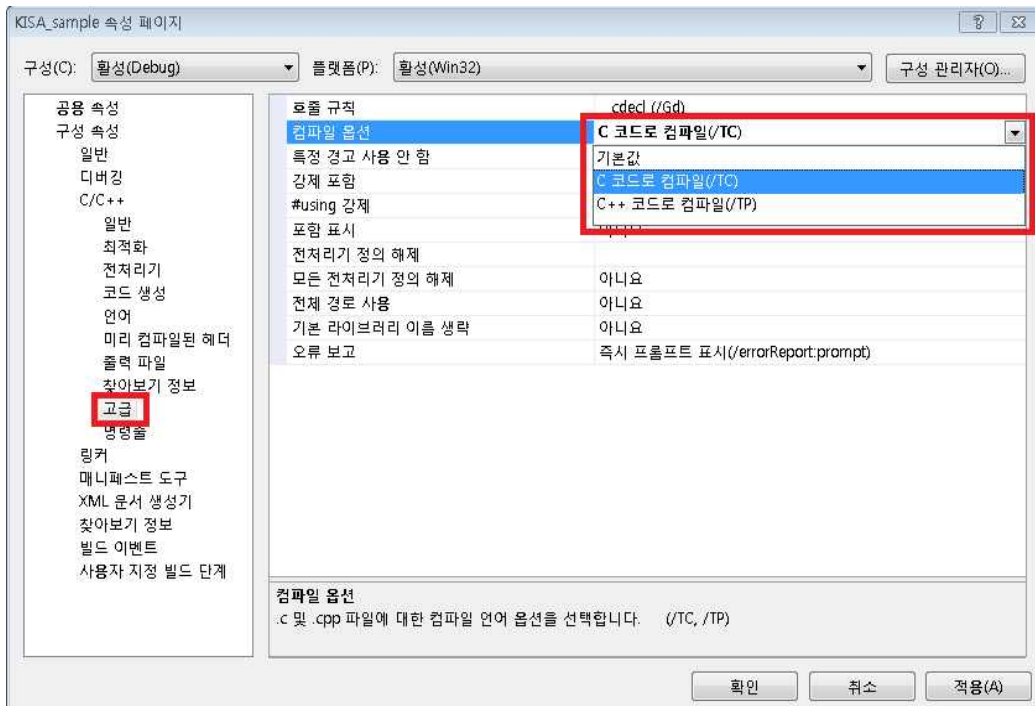 KISA_sample 속성 페이지
구성(C): 활성(Debug) 플랫폼(P): 활성(Win32) 구성 관리자(O)...
공용 속성
구성 속성
일반
디버깅
C/C++
일반
최적화
전처리기
코드 생성
언어
미리 컴파일된 헤더
출력 파일
찾아보기 정보
고급
명령줄
링커
매니페스트 도구
XML 문서 생성기
찾아보기 정보
빌드 이벤트
사용자 지정 빌드 단계
호출 규칙 __cdecl (/Gd)
컴파일 옵션 C 코드로 컴파일(/TC)
기본값
C 코드로 컴파일(/TC)
C++ 코드로 컴파일(/TP)
특정 경고 사용 안 함
강제 포함
#using 강제
포함 표시
전처리기 정의 해제
모든 전처리기 정의 해제 아니요
전체 경로 사용 아니요
기본 라이브러리 이름 생략 아니요
오류 보고 즉시 프롬프트 표시(/errorReport:prompt)
컴파일 옵션
.c 및 .cpp 파일에 대한 컴파일 언어 옵션을 선택합니다. (/TC, /TP)
확인 취소 적용(A)